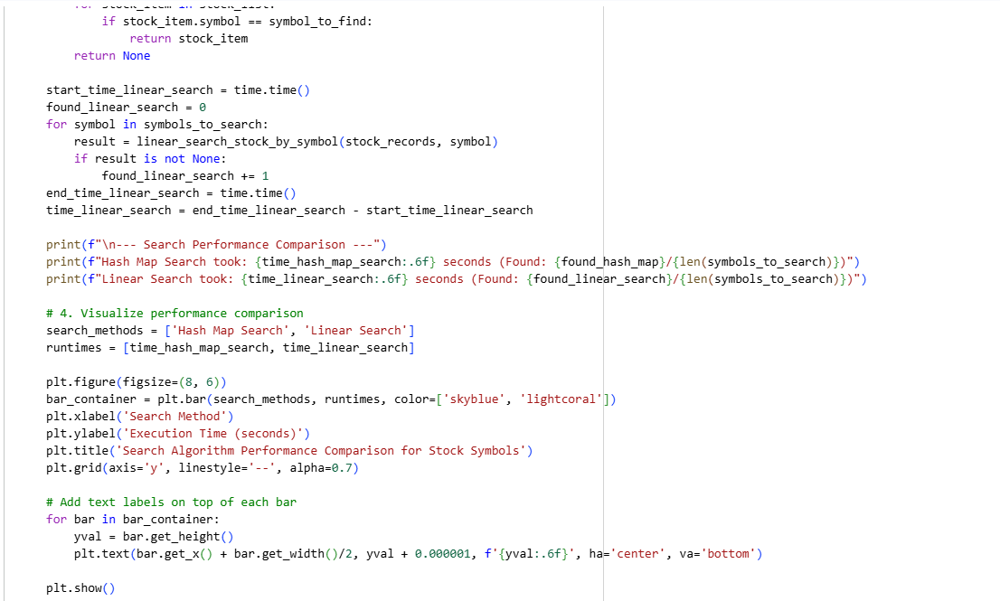 for stock_item in stock_list:
        if stock_item.symbol == symbol_to_find:
            return stock_item
    return None

start_time_linear_search = time.time()
found_linear_search = 0
for symbol in symbols_to_search:
    result = linear_search_stock_by_symbol(stock_records, symbol)
    if result is not None:
        found_linear_search += 1
end_time_linear_search = time.time()
time_linear_search = end_time_linear_search - start_time_linear_search

print(f"\n--- Search Performance Comparison ---")
print(f"Hash Map Search took: {time_hash_map_search:.6f} seconds (Found: {found_hash_map}/{len(symbols_to_search)})")
print(f"Linear Search took: {time_linear_search:.6f} seconds (Found: {found_linear_search}/{len(symbols_to_search)})")

# 4. Visualize performance comparison
search_methods = ['Hash Map Search', 'Linear Search']
runtimes = [time_hash_map_search, time_linear_search]

plt.figure(figsize=(8, 6))
bar_container = plt.bar(search_methods, runtimes, color=['skyblue', 'lightcoral'])
plt.xlabel('Search Method')
plt.ylabel('Execution Time (seconds)')
plt.title('Search Algorithm Performance Comparison for Stock Symbols')
plt.grid(axis='y', linestyle='--', alpha=0.7)

# Add text labels on top of each bar
for bar in bar_container:
    yval = bar.get_height()
    plt.text(bar.get_x() + bar.get_width()/2, yval + 0.000001, f'{yval:.6f}', ha='center', va='bottom')

plt.show()